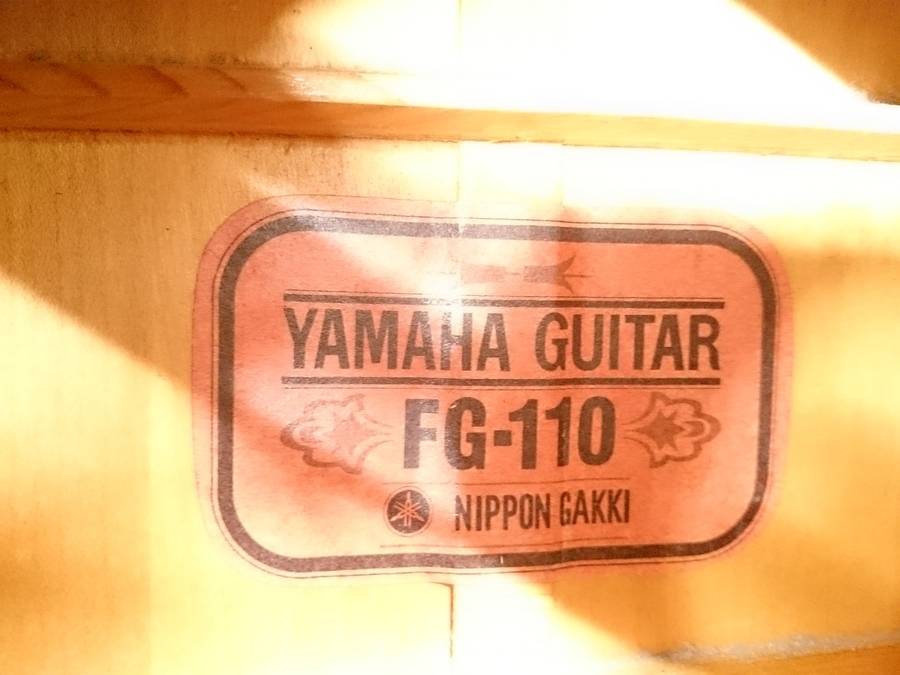 YAMAHA GUITAR
FG-110
NIPPON GAKKI